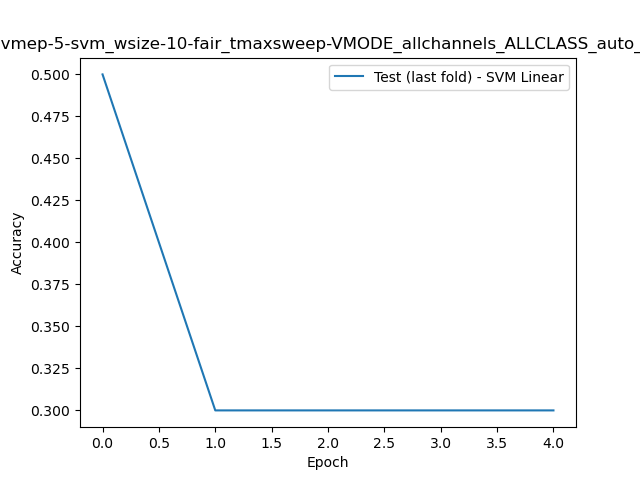 vmep-5-svm_wsize-10-fair_tmaxsweep-VMODE_allchannels_ALLCLASS_auto_
Test (last fold) - SVM Linear
0.500
0.475
0.450
0.425
0.400
0.375
0.350
0.325
0.300
Accuracy
0.0 0.5 1.0 1.5 2.0 2.5 3.0 3.5 4.0
Epoch